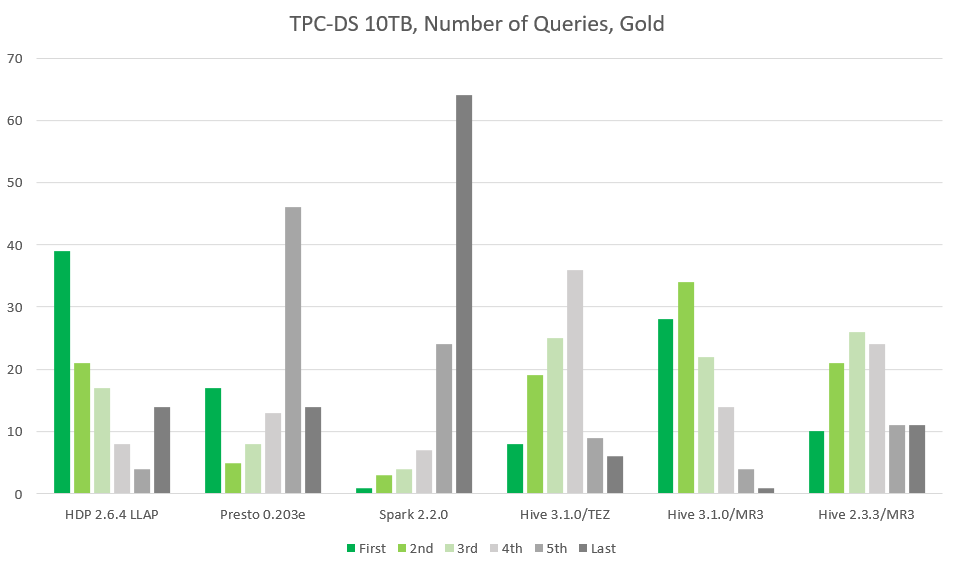 TPC-DS 10TB, Number of Queries, Gold
70
60
50
40
30
20
10
0
HDP 2.6.4 LLAP Presto 0.203e Spark 2.2.0 Hive 3.1.0/TEZ Hive 3.1.0/MR3 Hive 2.3.3/MR3
First 2nd 3rd 4th 5th Last